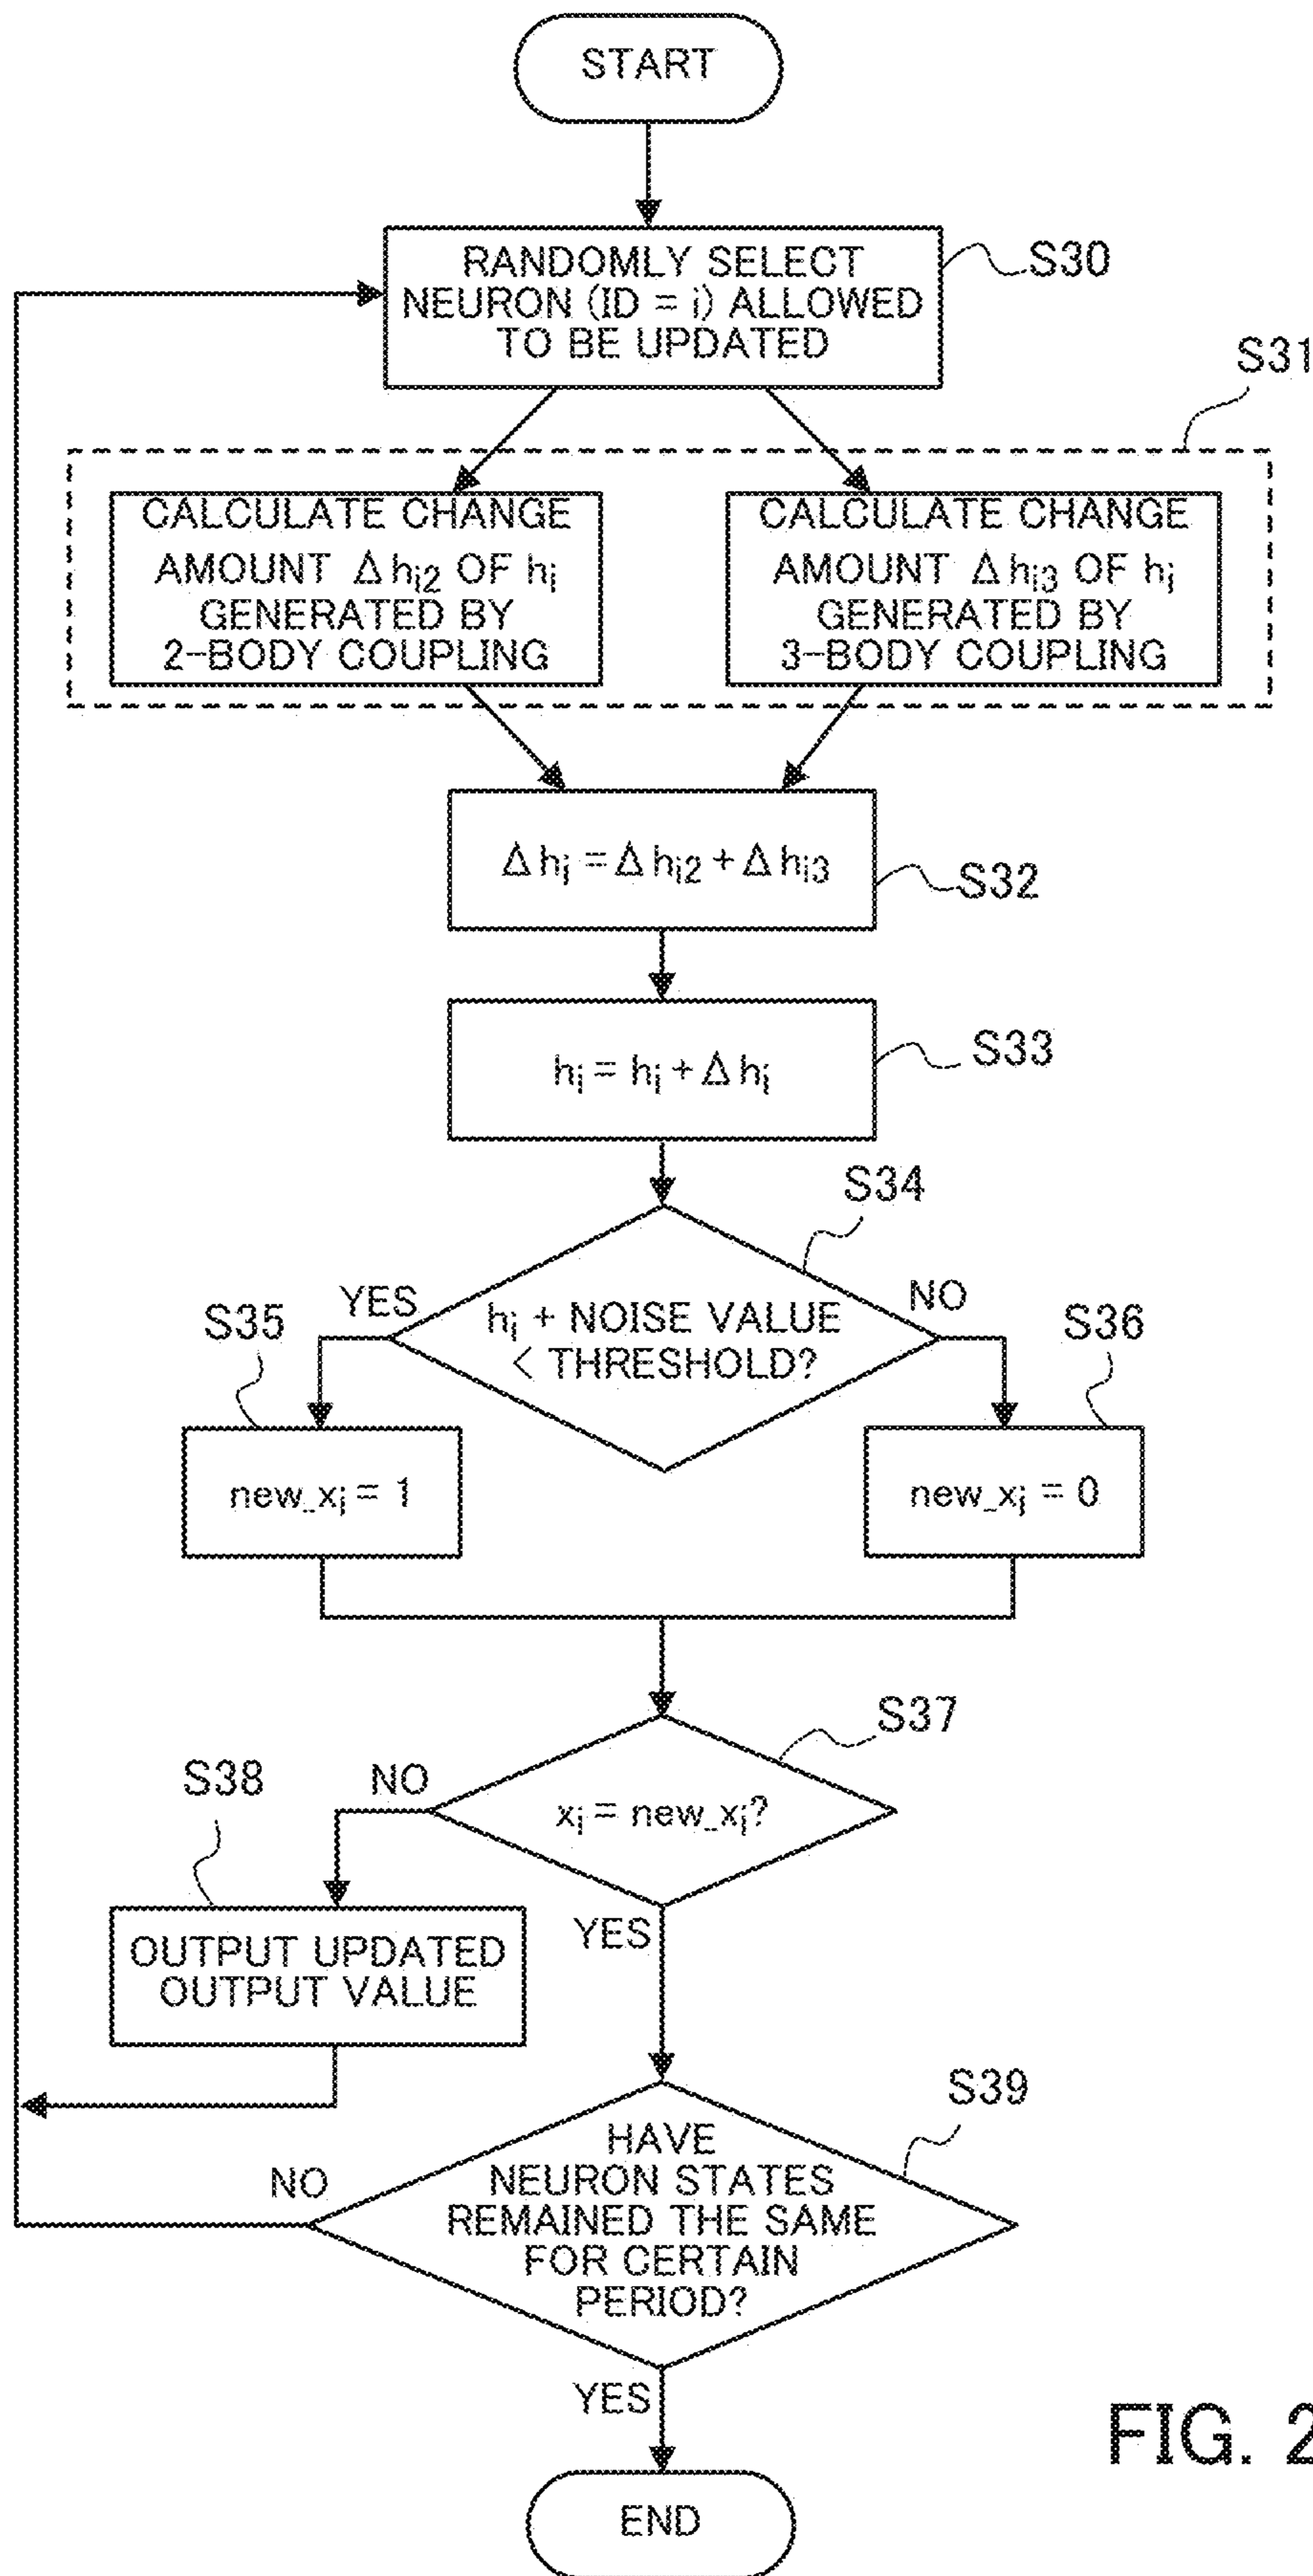 START
RANDOMLY SELECT
NEURON (ID = i) ALLOWED
TO BE UPDATED
S30
S31
CALCULATE CHANGE
AMOUNT Δhi2 OF hi
GENERATED BY
2-BODY COUPLING
CALCULATE CHANGE
AMOUNT Δhi3 OF hi
GENERATED BY
3-BODY COUPLING
Δhi = Δhi2 + Δhi3
S32
hi = hi + Δhi
S33
S34
hi + NOISE VALUE
< THRESHOLD?
YES
NO
S35
S36
new_xi = 1
new_xi = 0
S37
xi = new_xi?
NO
S38
YES
OUTPUT UPDATED
OUTPUT VALUE
S39
HAVE
NEURON STATES
REMAINED THE SAME
FOR CERTAIN
PERIOD?
NO
YES
END
FIG. 2